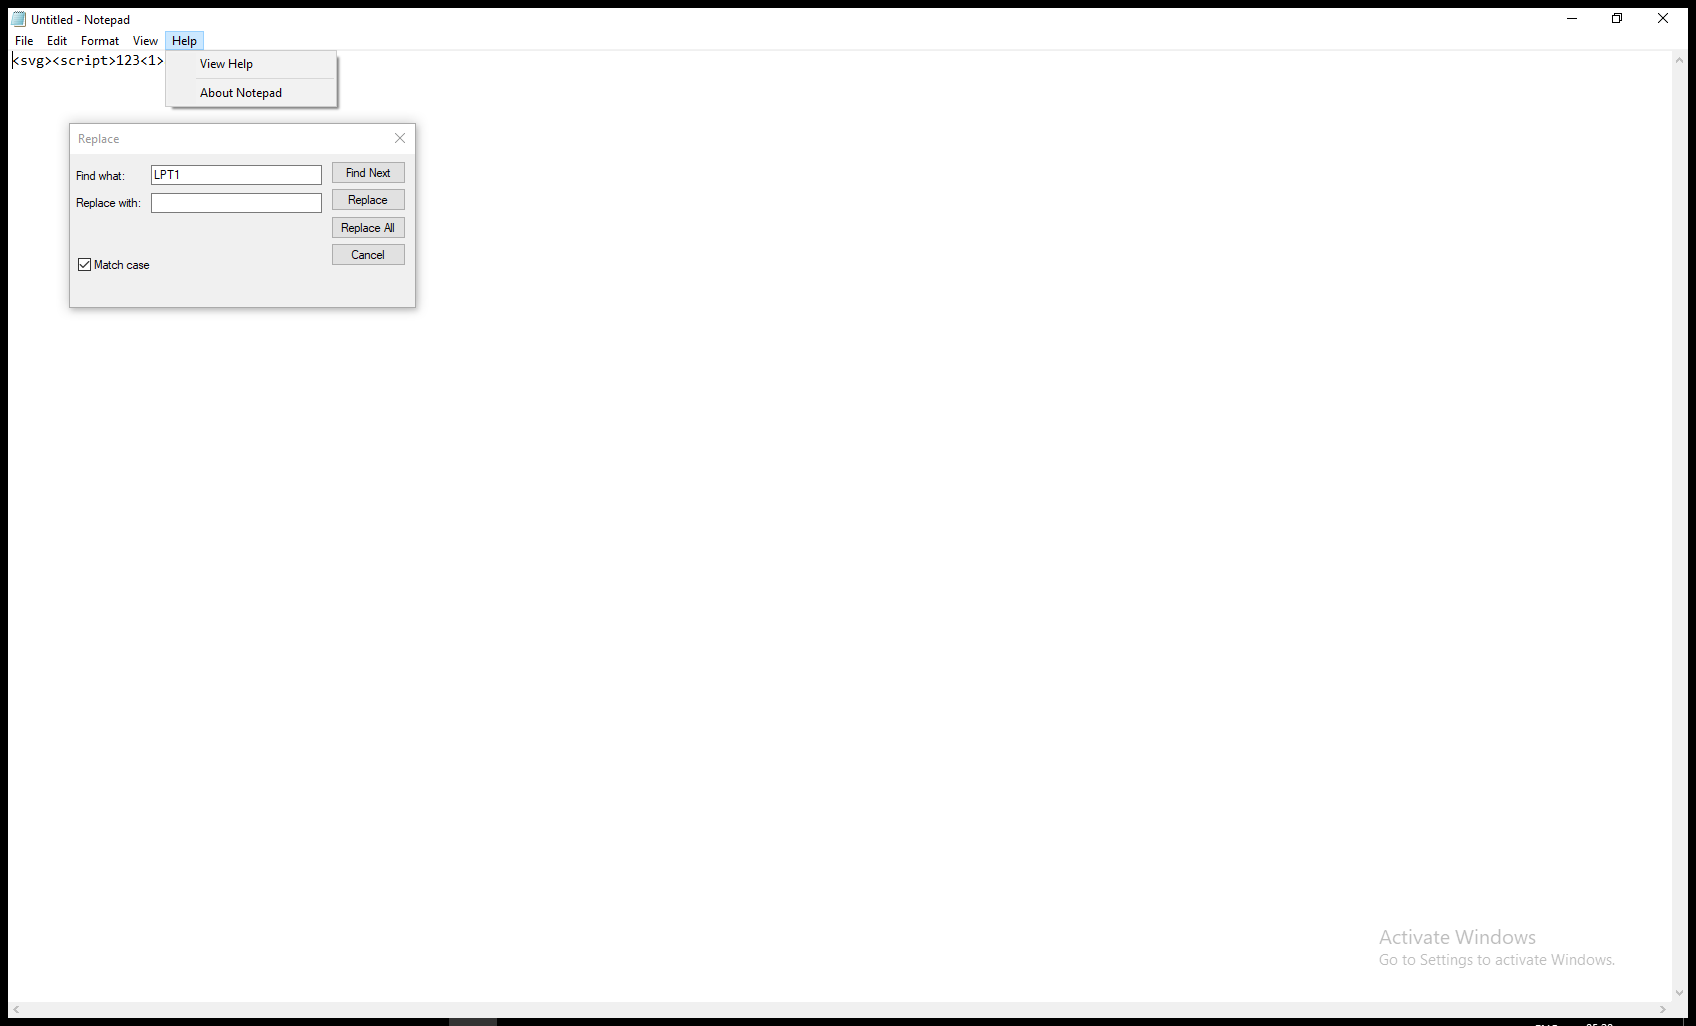 Untitled - Notepad
File Edit Format View Help
<svg><script>123<1>
View Help
About Notepad
Replace
Find what: LPT1 Find Next
Replace with: Replace
Replace All
Cancel
Match case
Activate Windows
Go to Settings to activate Windows.